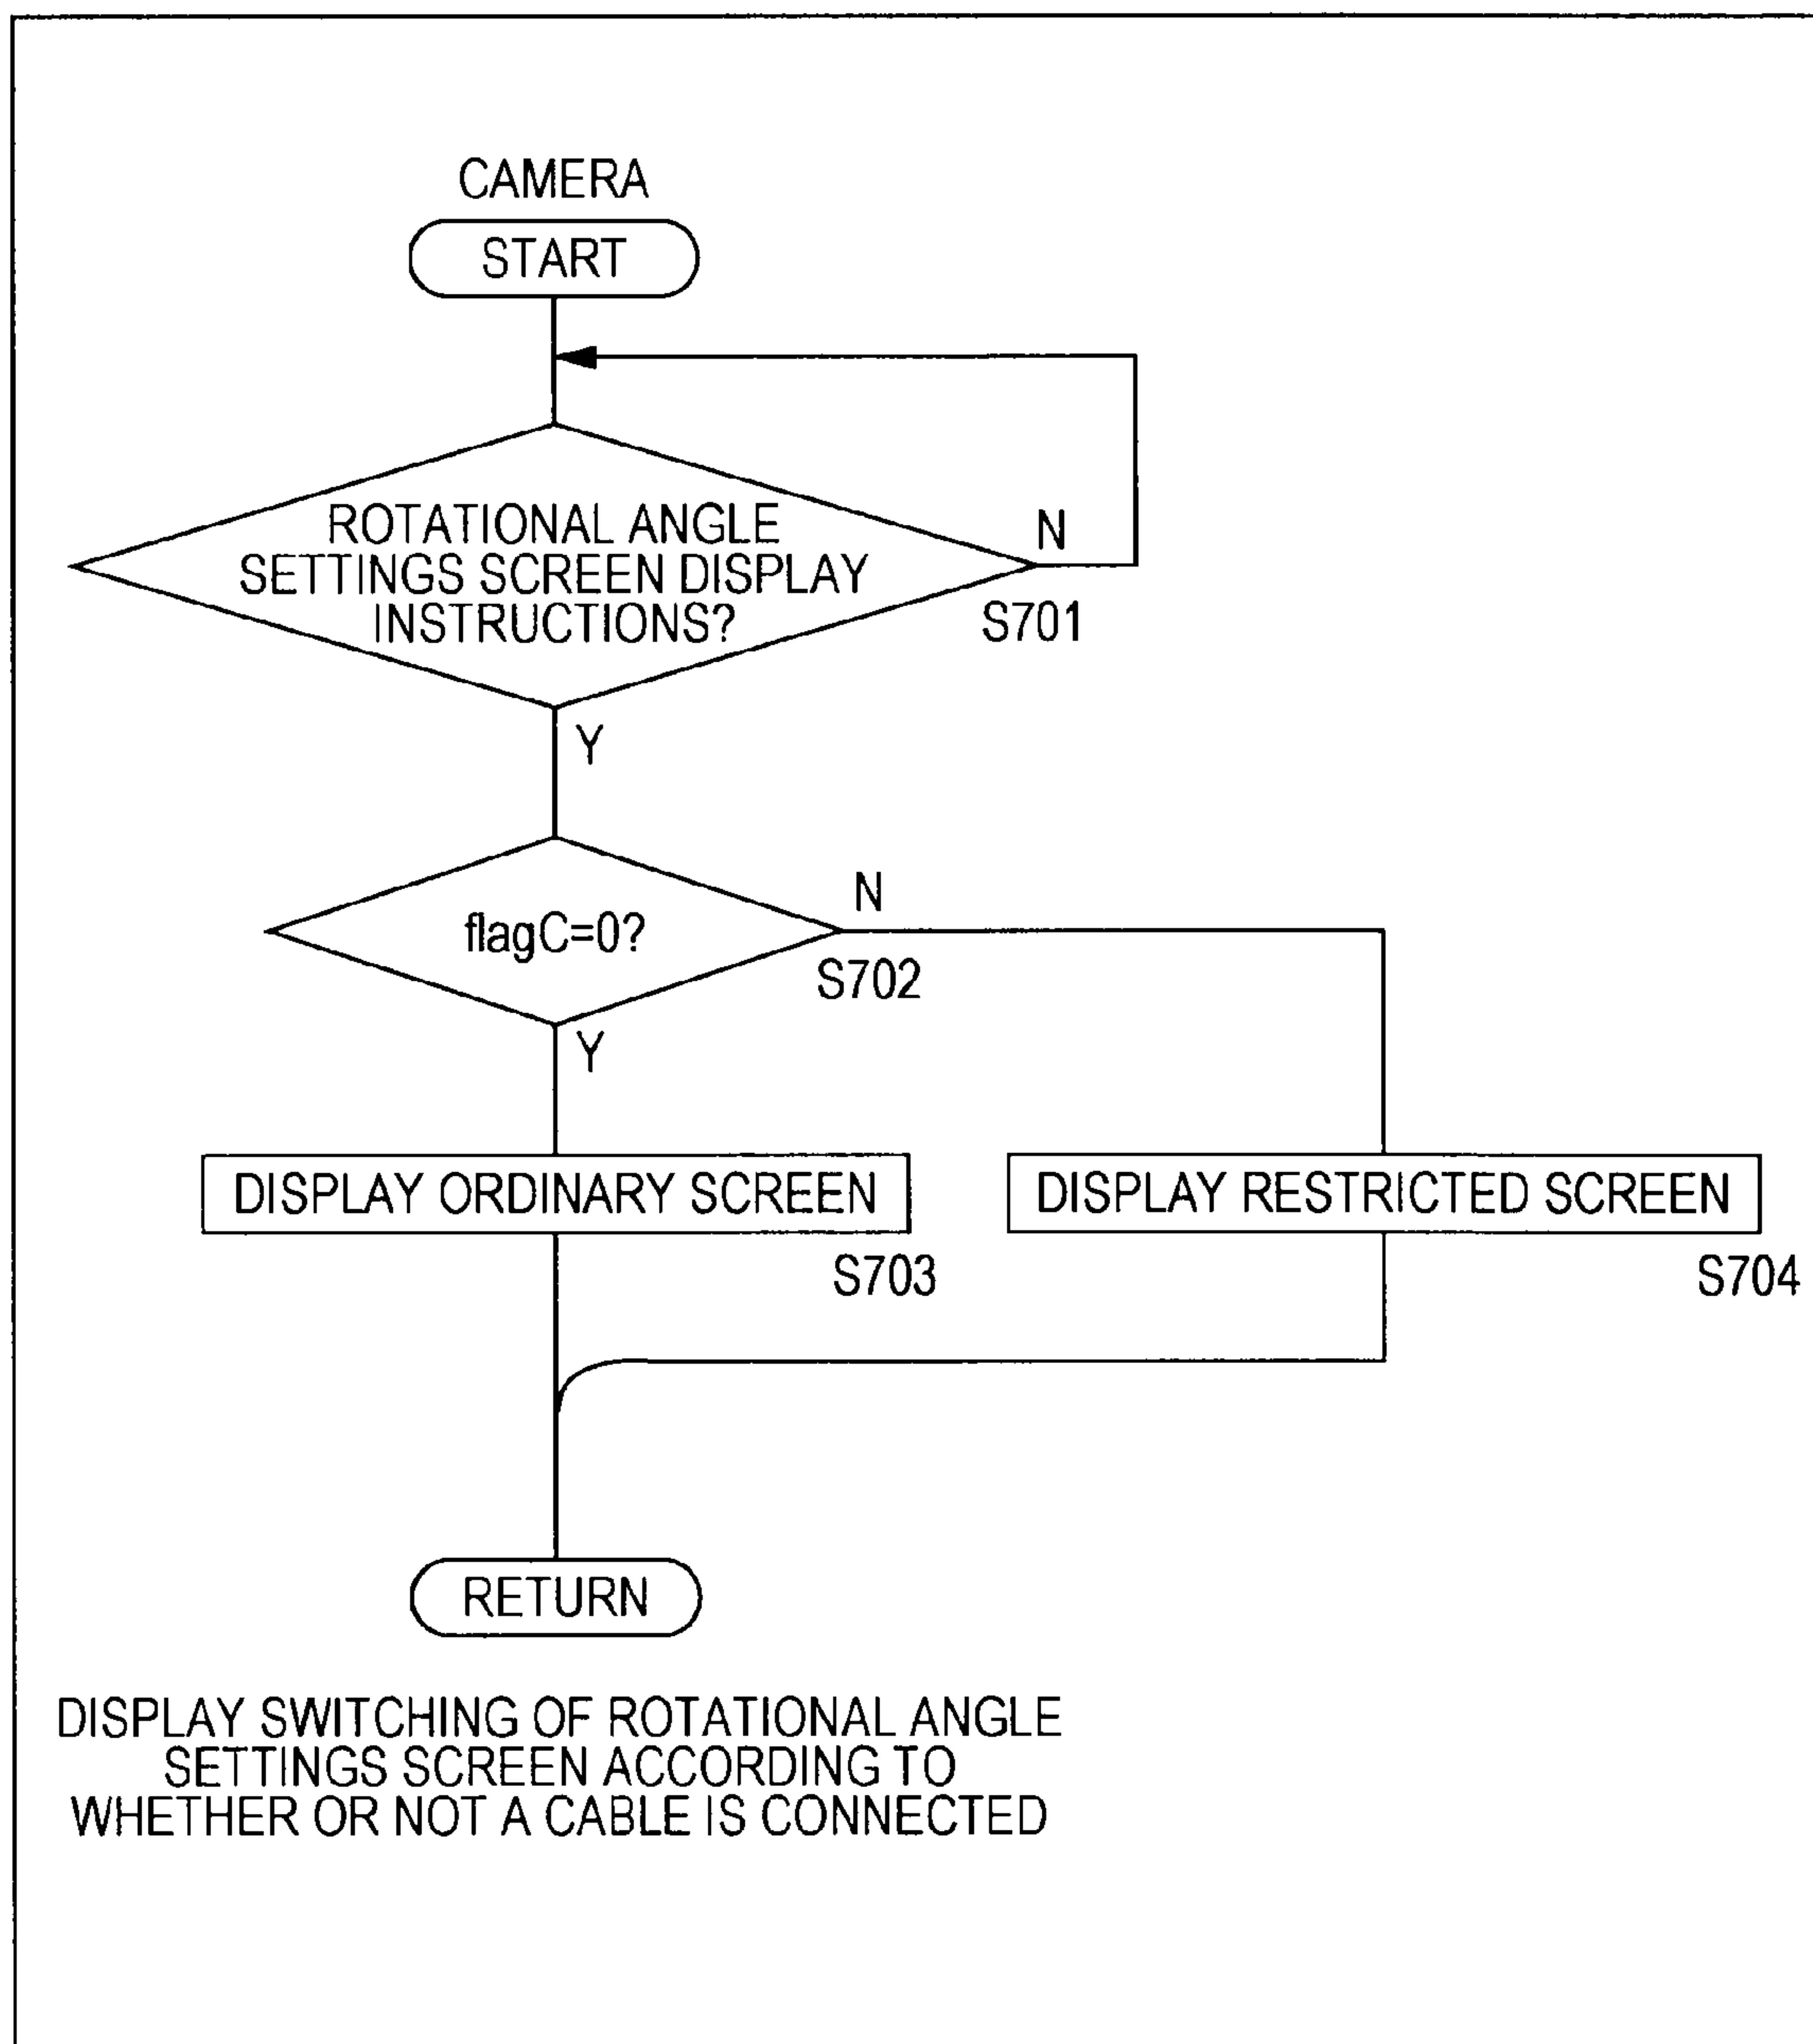 CAMERA
START
ROTATIONAL ANGLE
SETTINGS SCREEN DISPLAY
INSTRUCTIONS?
N
S701
Y
flagC=0?
N
S702
Y
DISPLAY ORDINARY SCREEN
S703
DISPLAY RESTRICTED SCREEN
S704
RETURN
DISPLAY SWITCHING OF ROTATIONAL ANGLE
SETTINGS SCREEN ACCORDING TO
WHETHER OR NOT A CABLE IS CONNECTED